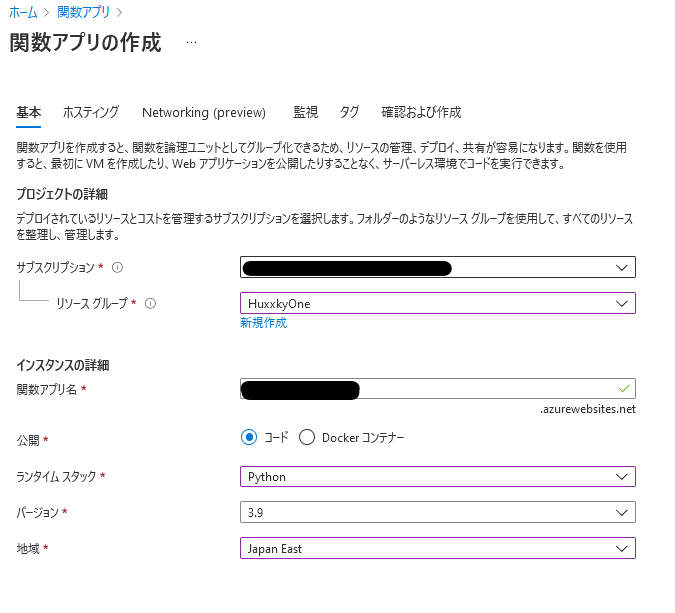 ホーム > 関数アプリ >
関数アプリの作成 ...
基本 ホスティング Networking (preview) 監視 タグ 確認および作成
関数アプリを作成すると、関数を論理ユニットとしてグループ化できるため、リソースの管理、デプロイ、共有が容易になります。関数を使用
すると、最初に VM を作成したり、Web アプリケーションを公開したりすることなく、サーバーレス環境でコードを実行できます。
プロジェクトの詳細
デプロイされているリソースとコストを管理するサブスクリプションを選択します。フォルダーのようなリソース グループを使用して、すべてのリソース
を整理し、管理します。
サブスクリプション *
リソース グループ * HuxxkyOne
新規作成
インスタンスの詳細
関数アプリ名 *
.azurewebsites.net
公開 * コード Docker コンテナー
ランタイム スタック * Python
バージョン * 3.9
地域 * Japan East